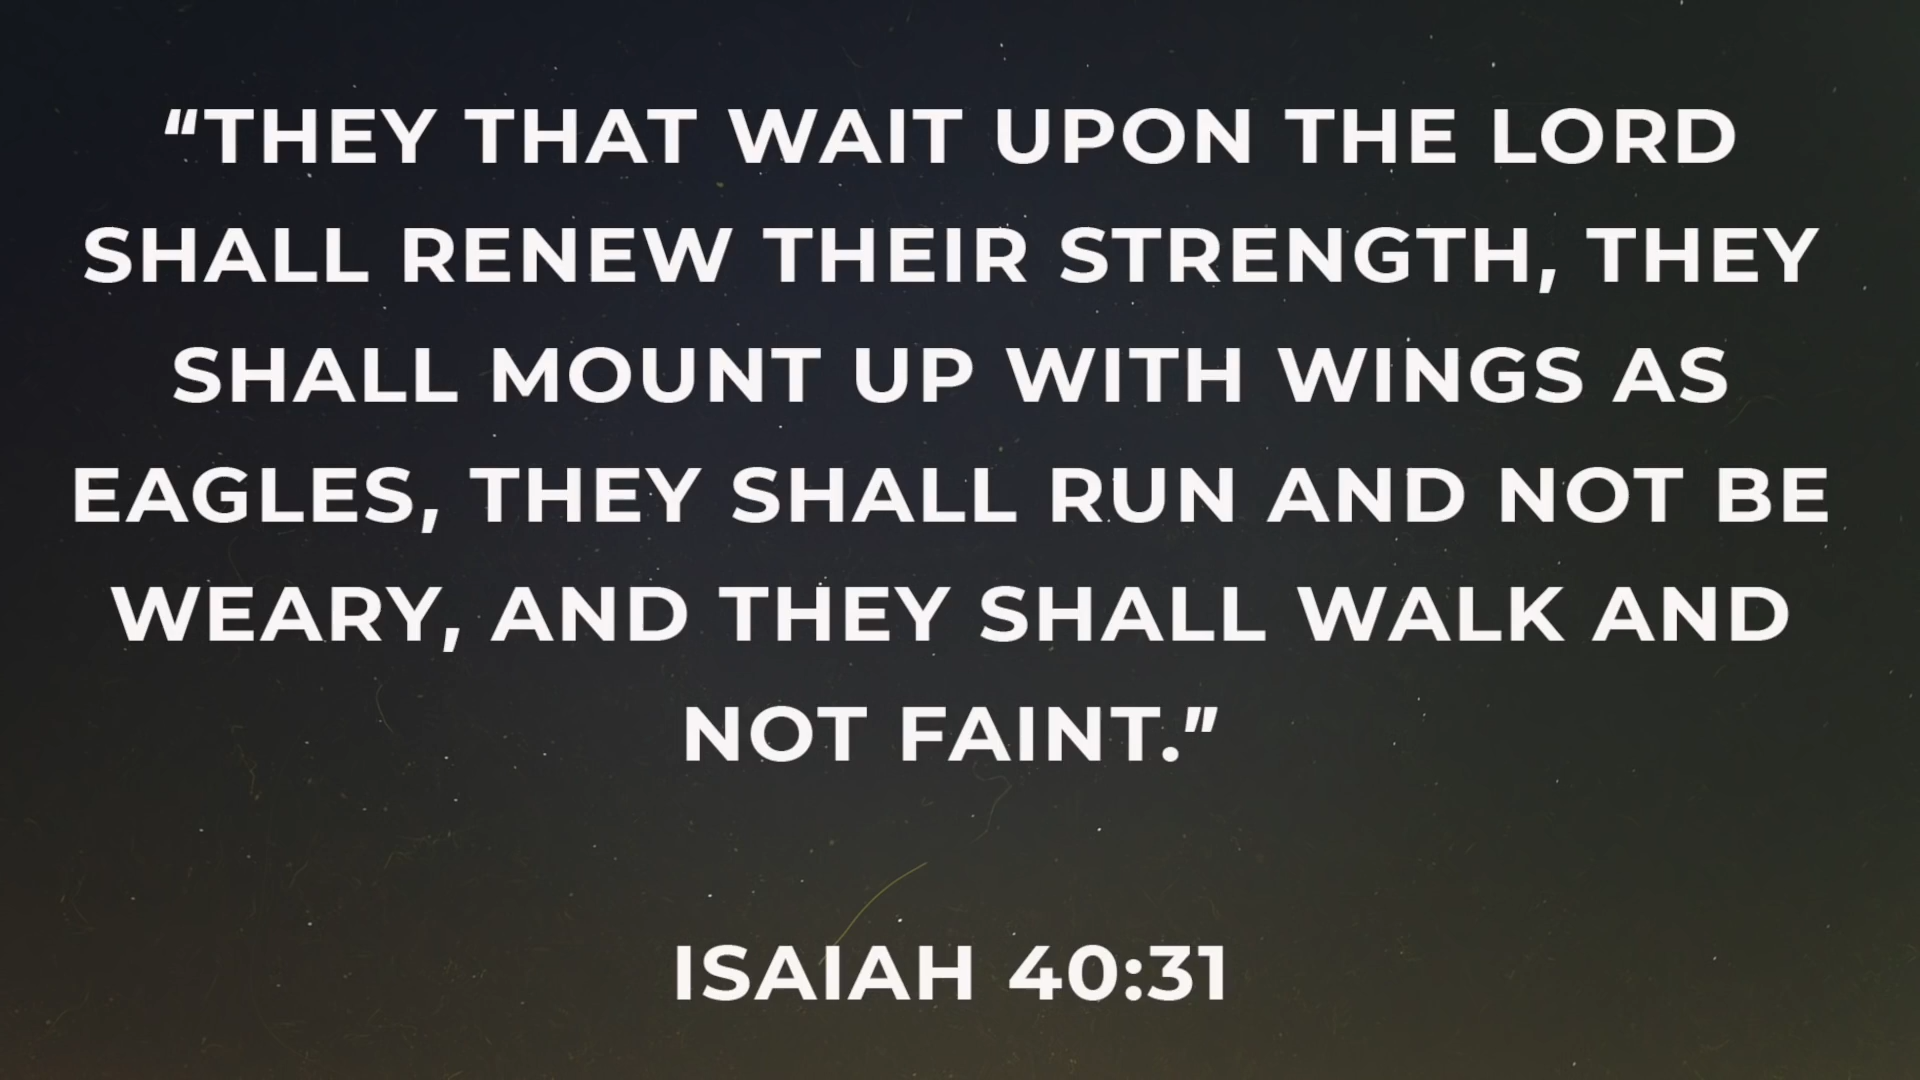 “THEY THAT WAIT UPON THE LORD
SHALL RENEW THEIR STRENGTH, THEY
SHALL MOUNT UP WITH WINGS AS
EAGLES, THEY SHALL RUN AND NOT BE
WEARY, AND THEY SHALL WALK AND
NOT FAINT.”
ISAIAH 40:31